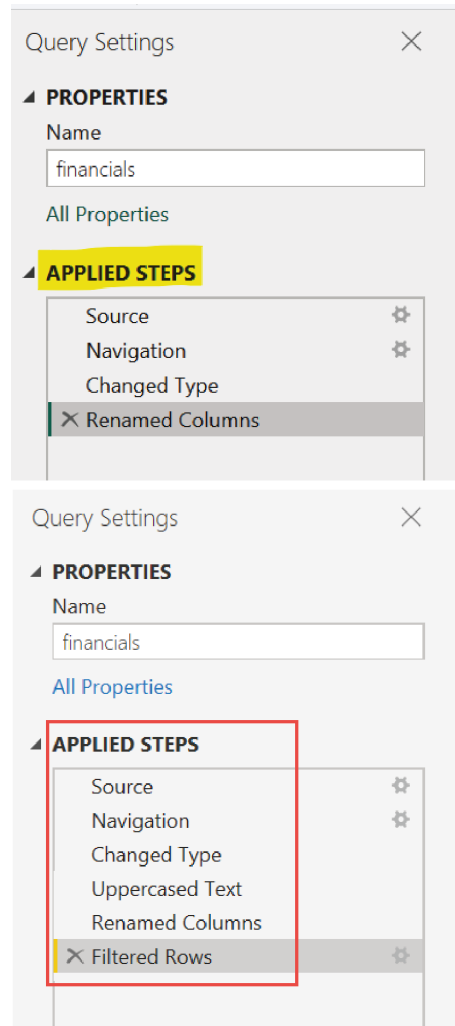 Query Settings
PROPERTIES
Name
financials
All Properties
APPLIED STEPS
Source
Navigation
Changed Type
Renamed Columns
Query Settings
PROPERTIES
Name
financials
All Properties
APPLIED STEPS
Source
Navigation
Changed Type
Uppercased Text
Renamed Columns
Filtered Rows